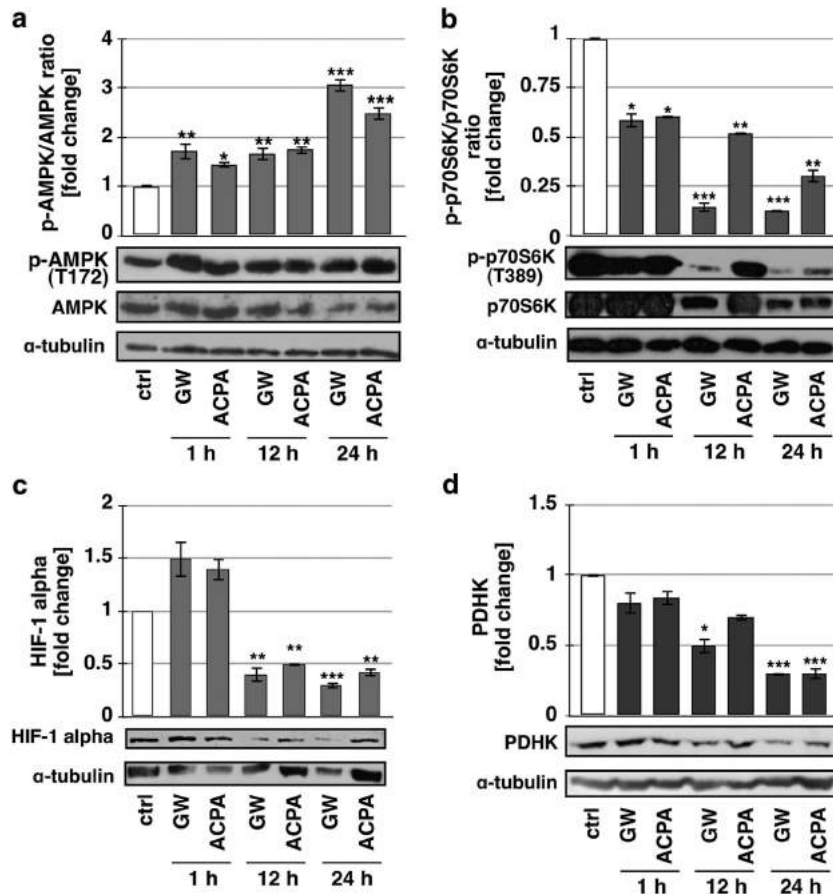 a
p-AMPK/AMPK ratio
[fold change]
4
3
2
1
0
**
*
**
**
***
***
p-AMPK
(T172)
AMPK
α-tubulin
ctrl
GW
ACPA
GW
ACPA
GW
ACPA
1 h
12 h
24 h
b
p-p70S6K/p70S6K
ratio
[fold change]
1
0.75
0.5
0.25
0
*
*
***
**
***
**
p-p70S6K
(T389)
p70S6K
α-tubulin
ctrl
GW
ACPA
GW
ACPA
GW
ACPA
1 h
12 h
24 h
c
HIF-1 alpha
[fold change]
2
1.5
1
0.5
0
**
**
***
**
HIF-1 alpha
α-tubulin
ctrl
GW
ACPA
GW
ACPA
GW
ACPA
1 h
12 h
24 h
d
PDHK
[fold change]
1.5
1
0.5
0
*
***
***
PDHK
α-tubulin
ctrl
GW
ACPA
GW
ACPA
GW
ACPA
1 h
12 h
24 h